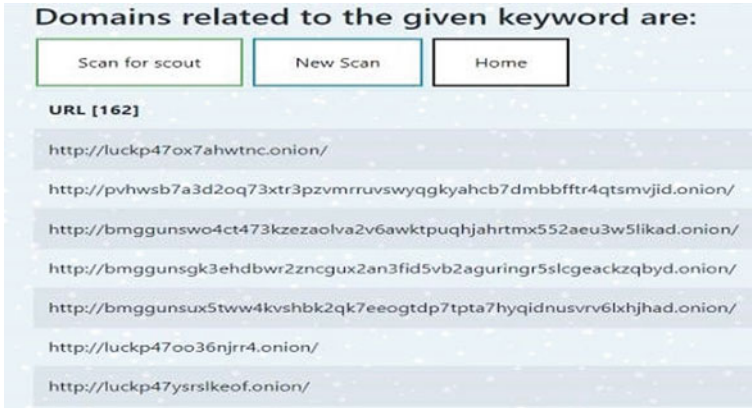 Domains related to the given keyword are:
Scan for scout New Scan Home
URL [162]
http://luckp47ox7ahwtnc.onion/
http://pvhwsb7a3d2oq73xtr3pzvmrruvswyqgkyahcb7dmbbfftr4qtsmvjid.onion/
http://bmggunswo4ct473kzezaolva2v6awktpuqhjahrtmx552aeu3w5likad.onion/
http://bmggunsgk3ehdbwr2zncgux2an3fid5vb2aguringr5slcgeackzqbyd.onion/
http://bmggunsux5tww4kvshbk2qk7eeogtdp7tpta7hyqidnusvrv6lxhjhad.onion/
http://luckp47oo36njrr4.onion/
http://luckp47ysrslkeof.onion/